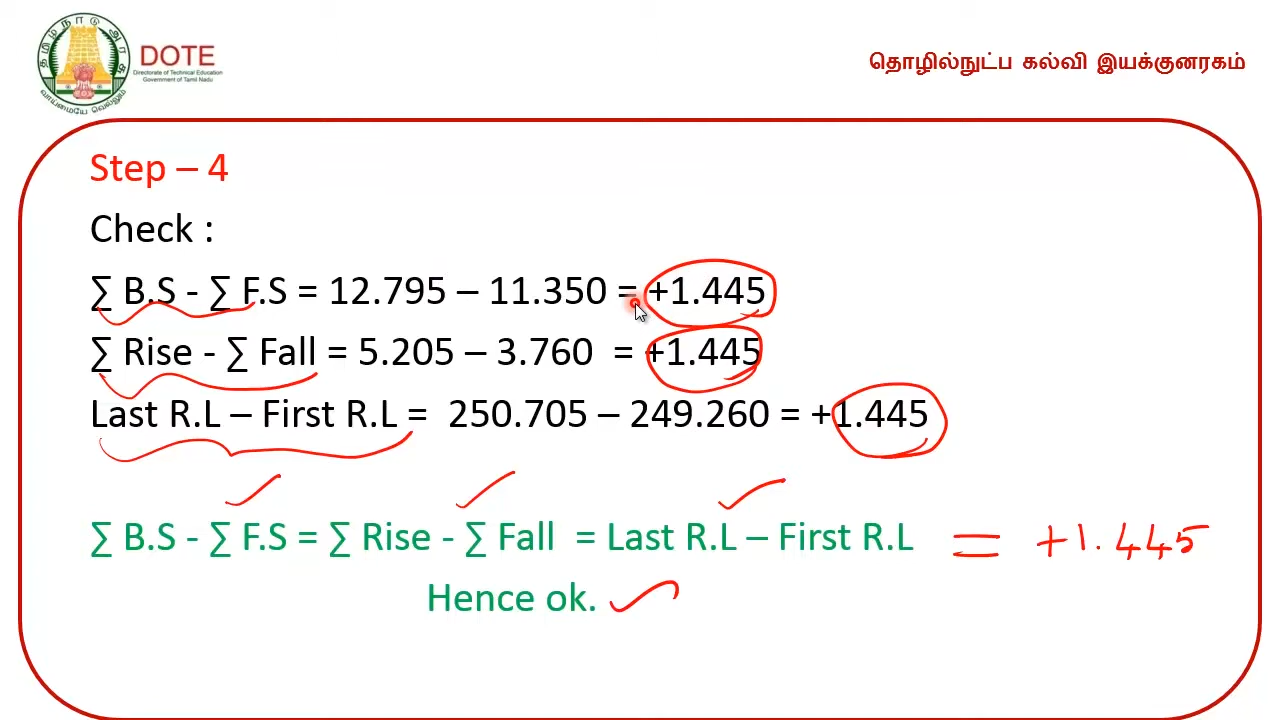 தமிழ்நாடு அரசு
வாய்மையே வெல்லும்
DOTE
Directorate of Technical Education
Government of Tamil Nadu
தொழில்நுட்ப கல்வி இயக்குனரகம்
Step – 4
Check :
∑ B.S - ∑ F.S = 12.795 – 11.350 = +1.445
∑ Rise - ∑ Fall = 5.205 – 3.760 = +1.445
Last R.L – First R.L = 250.705 – 249.260 = +1.445
∑ B.S - ∑ F.S = ∑ Rise - ∑ Fall = Last R.L – First R.L = +1.445
Hence ok.